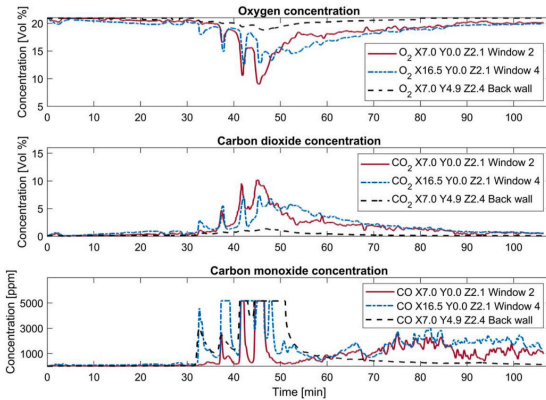 Oxygen concentration
Concentration [Vol %]
20
15
10
5
O2 X7.0 Y0.0 Z2.1 Window 2
O2 X16.5 Y0.0 Z2.1 Window 4
O2 X7.0 Y4.9 Z2.4 Back wall
0 10 20 30 40 50 60 70 80 90 100
Carbon dioxide concentration
Concentration [Vol %]
15
10
5
0
CO2 X7.0 Y0.0 Z2.1 Window 2
CO2 X16.5 Y0.0 Z2.1 Window 4
CO2 X7.0 Y4.9 Z2.4 Back wall
0 10 20 30 40 50 60 70 80 90 100
Carbon monoxide concentration
Concentration [ppm]
5000
3000
1000
CO X7.0 Y0.0 Z2.1 Window 2
CO X16.5 Y0.0 Z2.1 Window 4
CO X7.0 Y4.9 Z2.4 Back wall
0 10 20 30 40 50 60 70 80 90 100
Time [min]